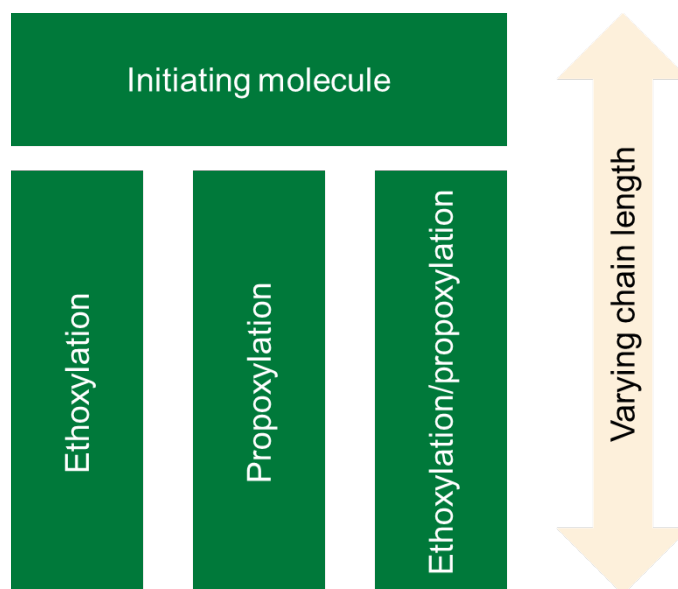 Initiating molecule
Ethoxylation
Propoxylation
Ethoxylation/propoxylation
Varying chain length